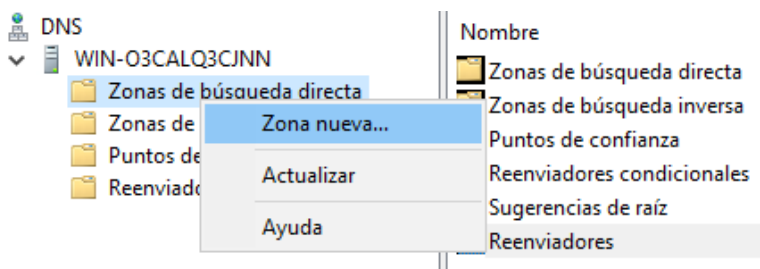 DNS
WIN-O3CALQ3CJNN
Zonas de búsqueda directa
Zonas de
Puntos de
Reenviado
Zona nueva...
Actualizar
Ayuda
Nombre
Zonas de búsqueda directa
Zonas de búsqueda inversa
Puntos de confianza
Reenviadores condicionales
Sugerencias de raíz
Reenviadores